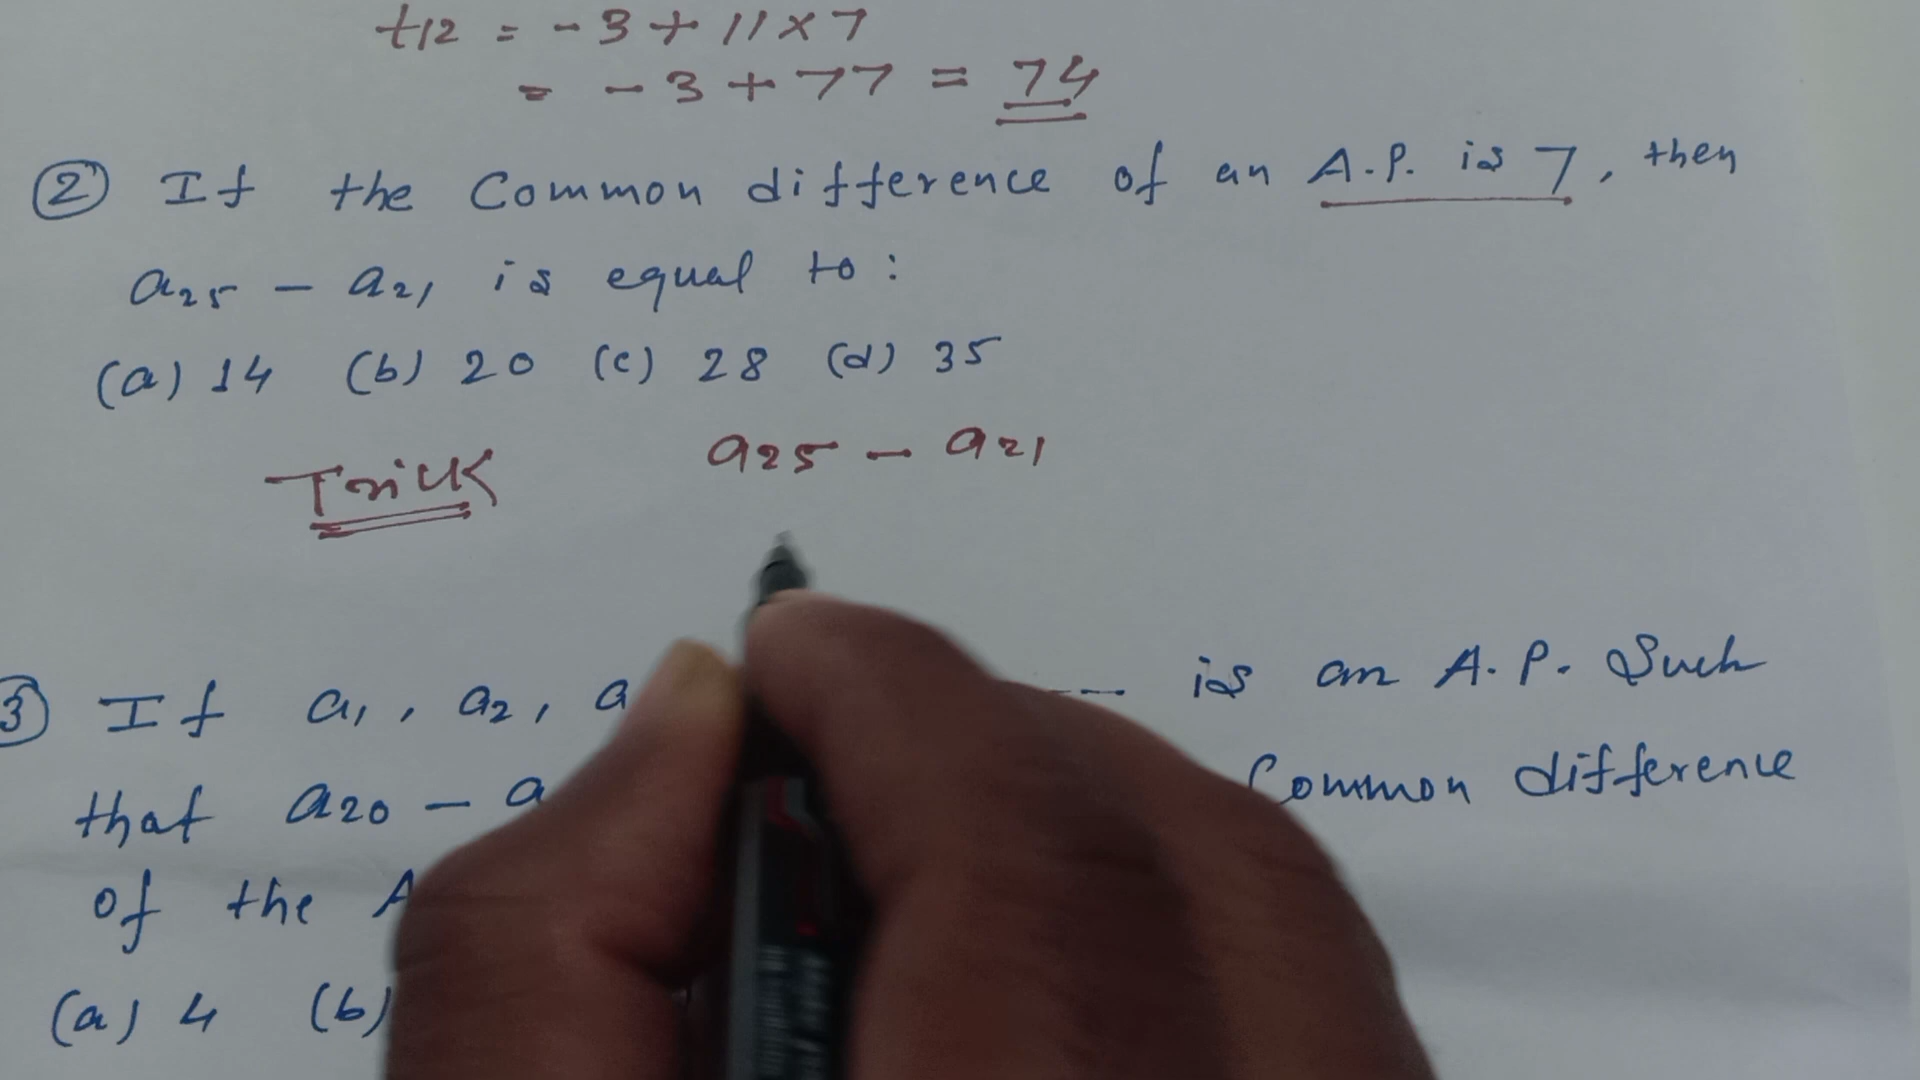 t12 = -3 + 11 × 7
= -3 + 77 = 74
② If the Common difference of an A.P. is 7, then
a25 - a21 is equal to:
(a) 14 (b) 20 (c) 28 (d) 35
Trick a25 - a21
③ If a1, a2, a --- is an A.P. Such
that a20 - a Common difference
of the A
(a) 4 (b)